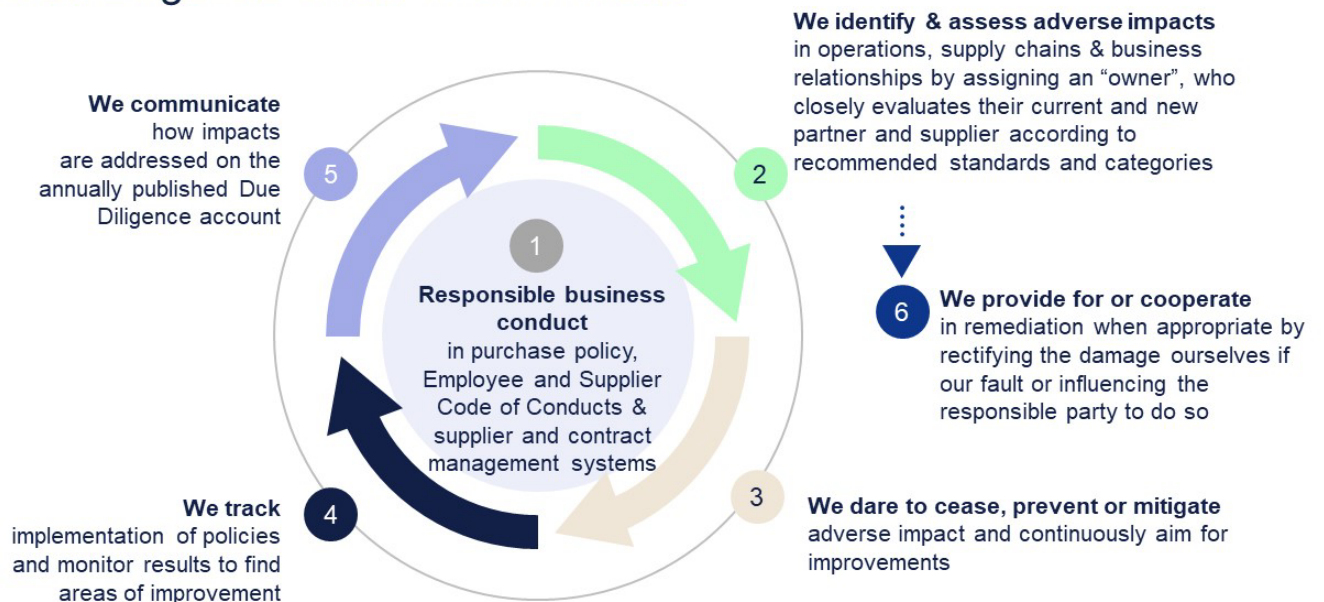 1
Responsible business
conduct
in purchase policy,
Employee and Supplier
Code of Conducts &
supplier and contract
management systems
2
We identify & assess adverse impacts
in operations, supply chains & business
relationships by assigning an “owner”, who
closely evaluates their current and new
partner and supplier according to
recommended standards and categories
3
We dare to cease, prevent or mitigate
adverse impact and continuously aim for
improvements
4
We track
implementation of policies
and monitor results to find
areas of improvement
5
We communicate
how impacts
are addressed on the
annually published Due
Diligence account
6
We provide for or cooperate
in remediation when appropriate by
rectifying the damage ourselves if
our fault or influencing the
responsible party to do so